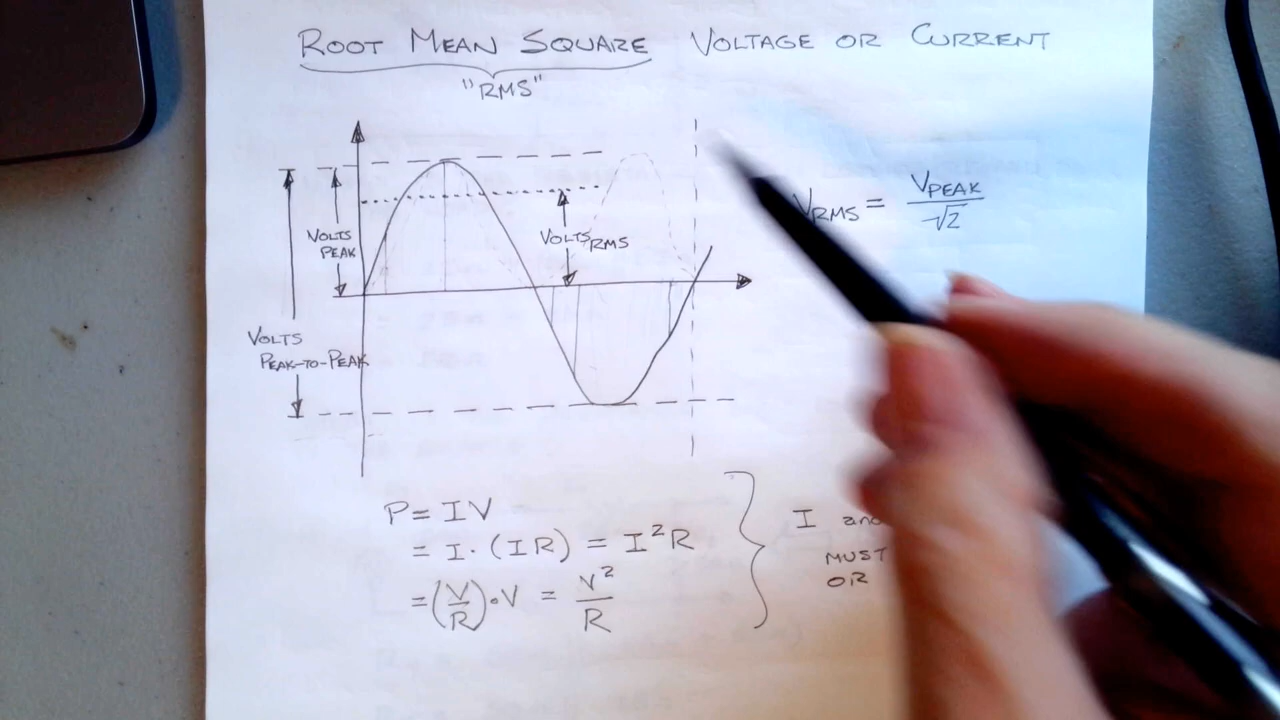 ROOT MEAN SQUARE VOLTAGE OR CURRENT
"RMS"
VOLTS
PEAK
VOLTS
PEAK-TO-PEAK
VOLTS RMS
VRMS = VPEAK / √2
P = IV
= I · (IR) = I²R
= (V/R) · V = V²/R
I and
MUST
OR